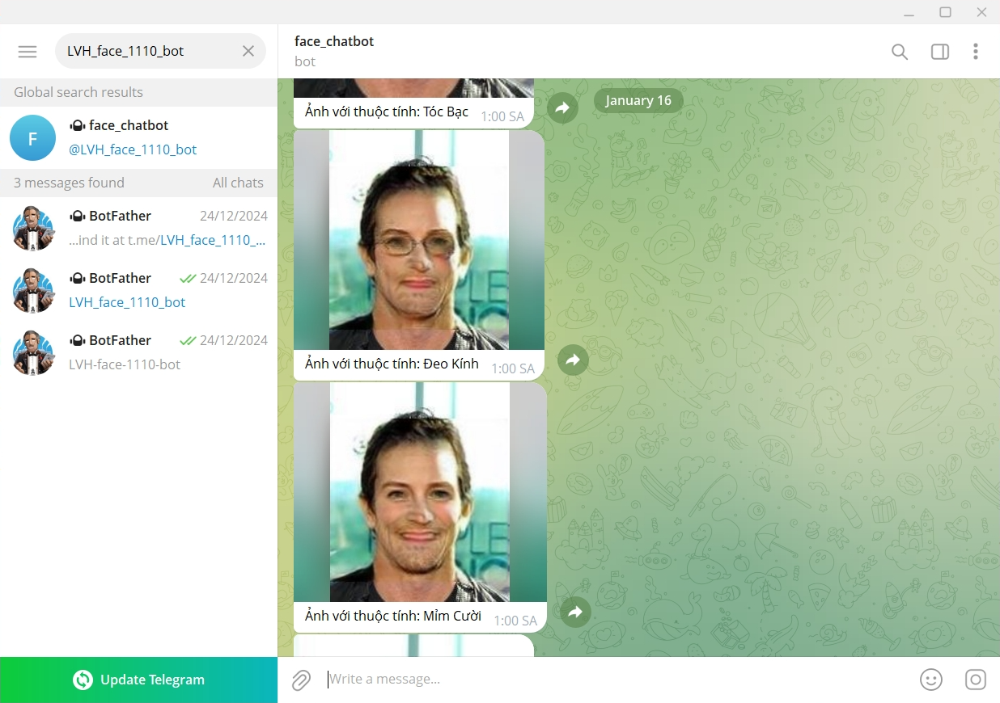 LVH_face_1110_bot
Global search results
F
face_chatbot
@LVH_face_1110_bot
3 messages found
All chats
BotFather
24/12/2024
...ind it at t.me/LVH_face_1110_...
BotFather
24/12/2024
LVH_face_1110_bot
BotFather
24/12/2024
LVH-face-1110-bot
Update Telegram
face_chatbot
bot
January 16
Ảnh với thuộc tính: Tóc Bạc
1:00 SA
Ảnh với thuộc tính: Đeo Kính
1:00 SA
Ảnh với thuộc tính: Mỉm Cười
1:00 SA
Write a message...